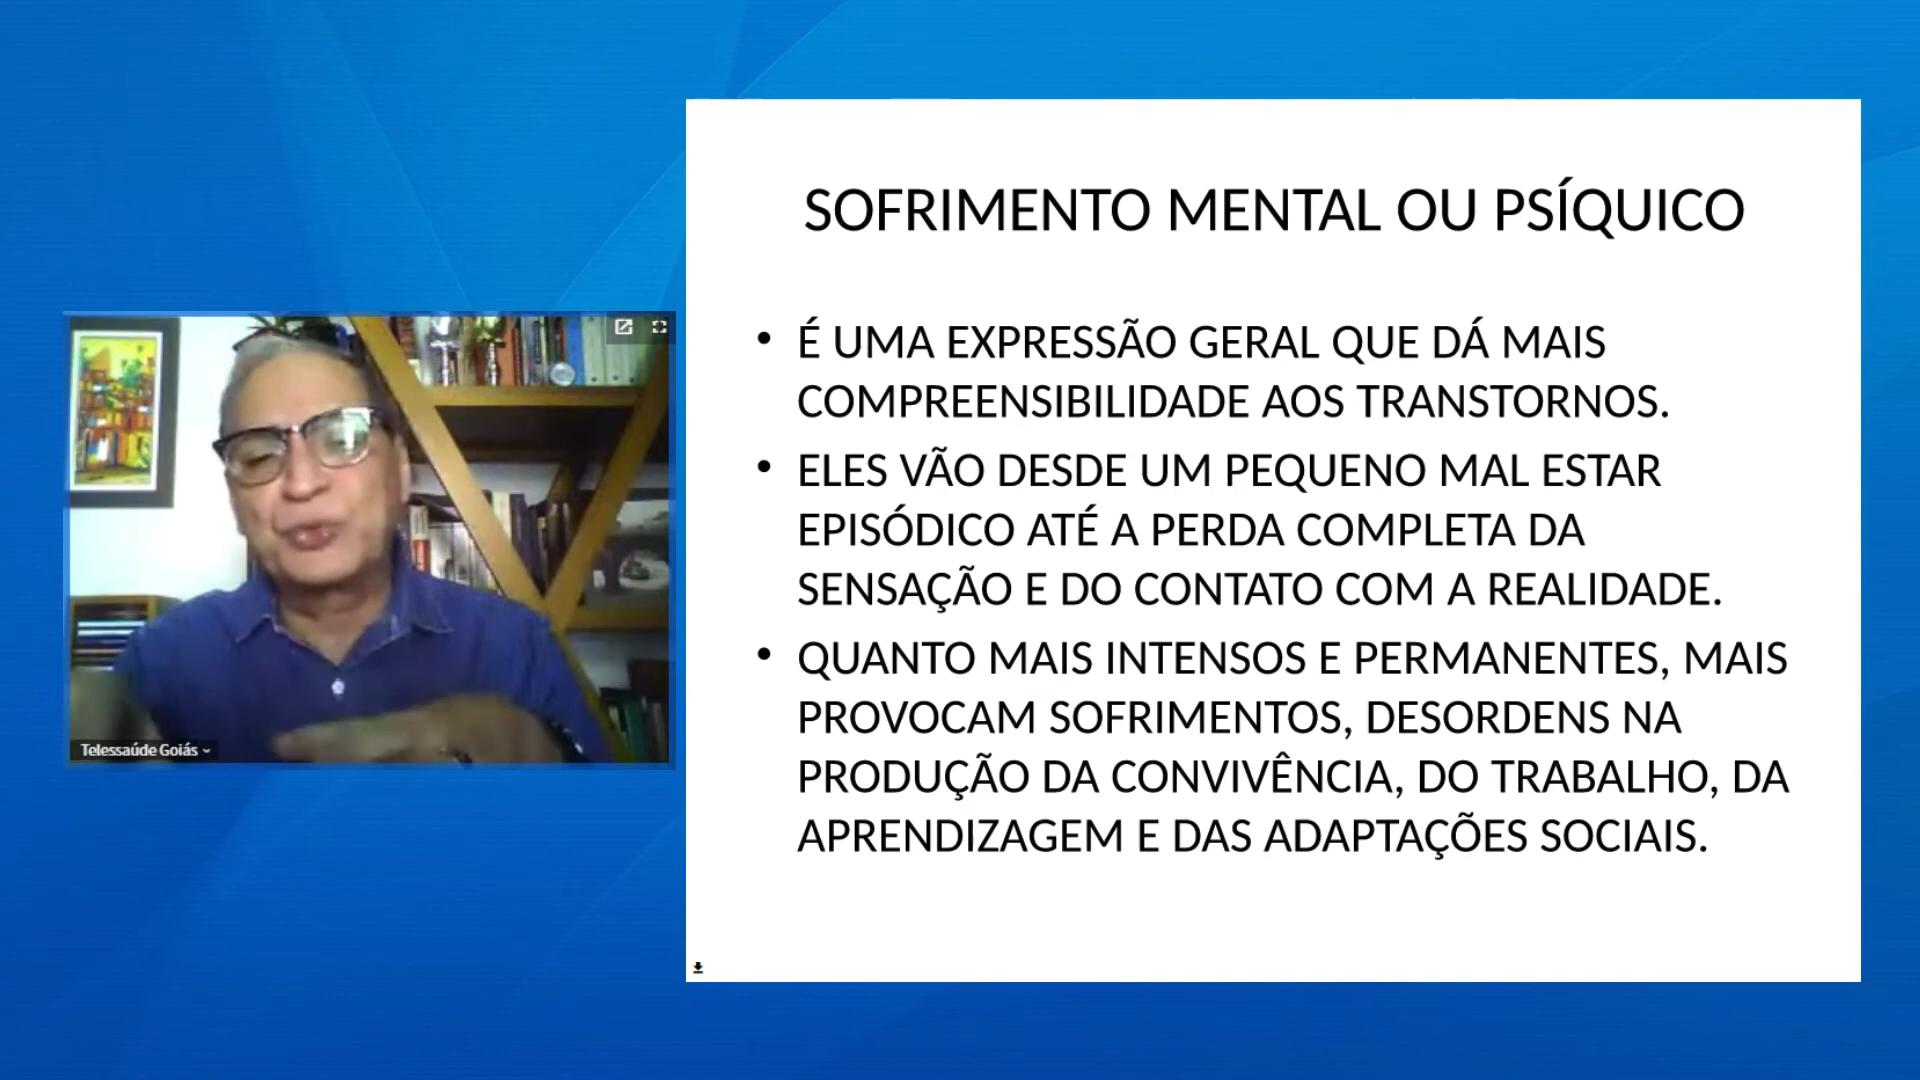 SOFRIMENTO MENTAL OU PSÍQUICO
• É UMA EXPRESSÃO GERAL QUE DÁ MAIS
COMPREENSIBILIDADE AOS TRANSTORNOS.
• ELES VÃO DESDE UM PEQUENO MAL ESTAR
EPISÓDICO ATÉ A PERDA COMPLETA DA
SENSAÇÃO E DO CONTATO COM A REALIDADE.
• QUANTO MAIS INTENSOS E PERMANENTES, MAIS
PROVOCAM SOFRIMENTOS, DESORDENS NA
PRODUÇÃO DA CONVIVÊNCIA, DO TRABALHO, DA
APRENDIZAGEM E DAS ADAPTAÇÕES SOCIAIS.
Telessaúde Goiás